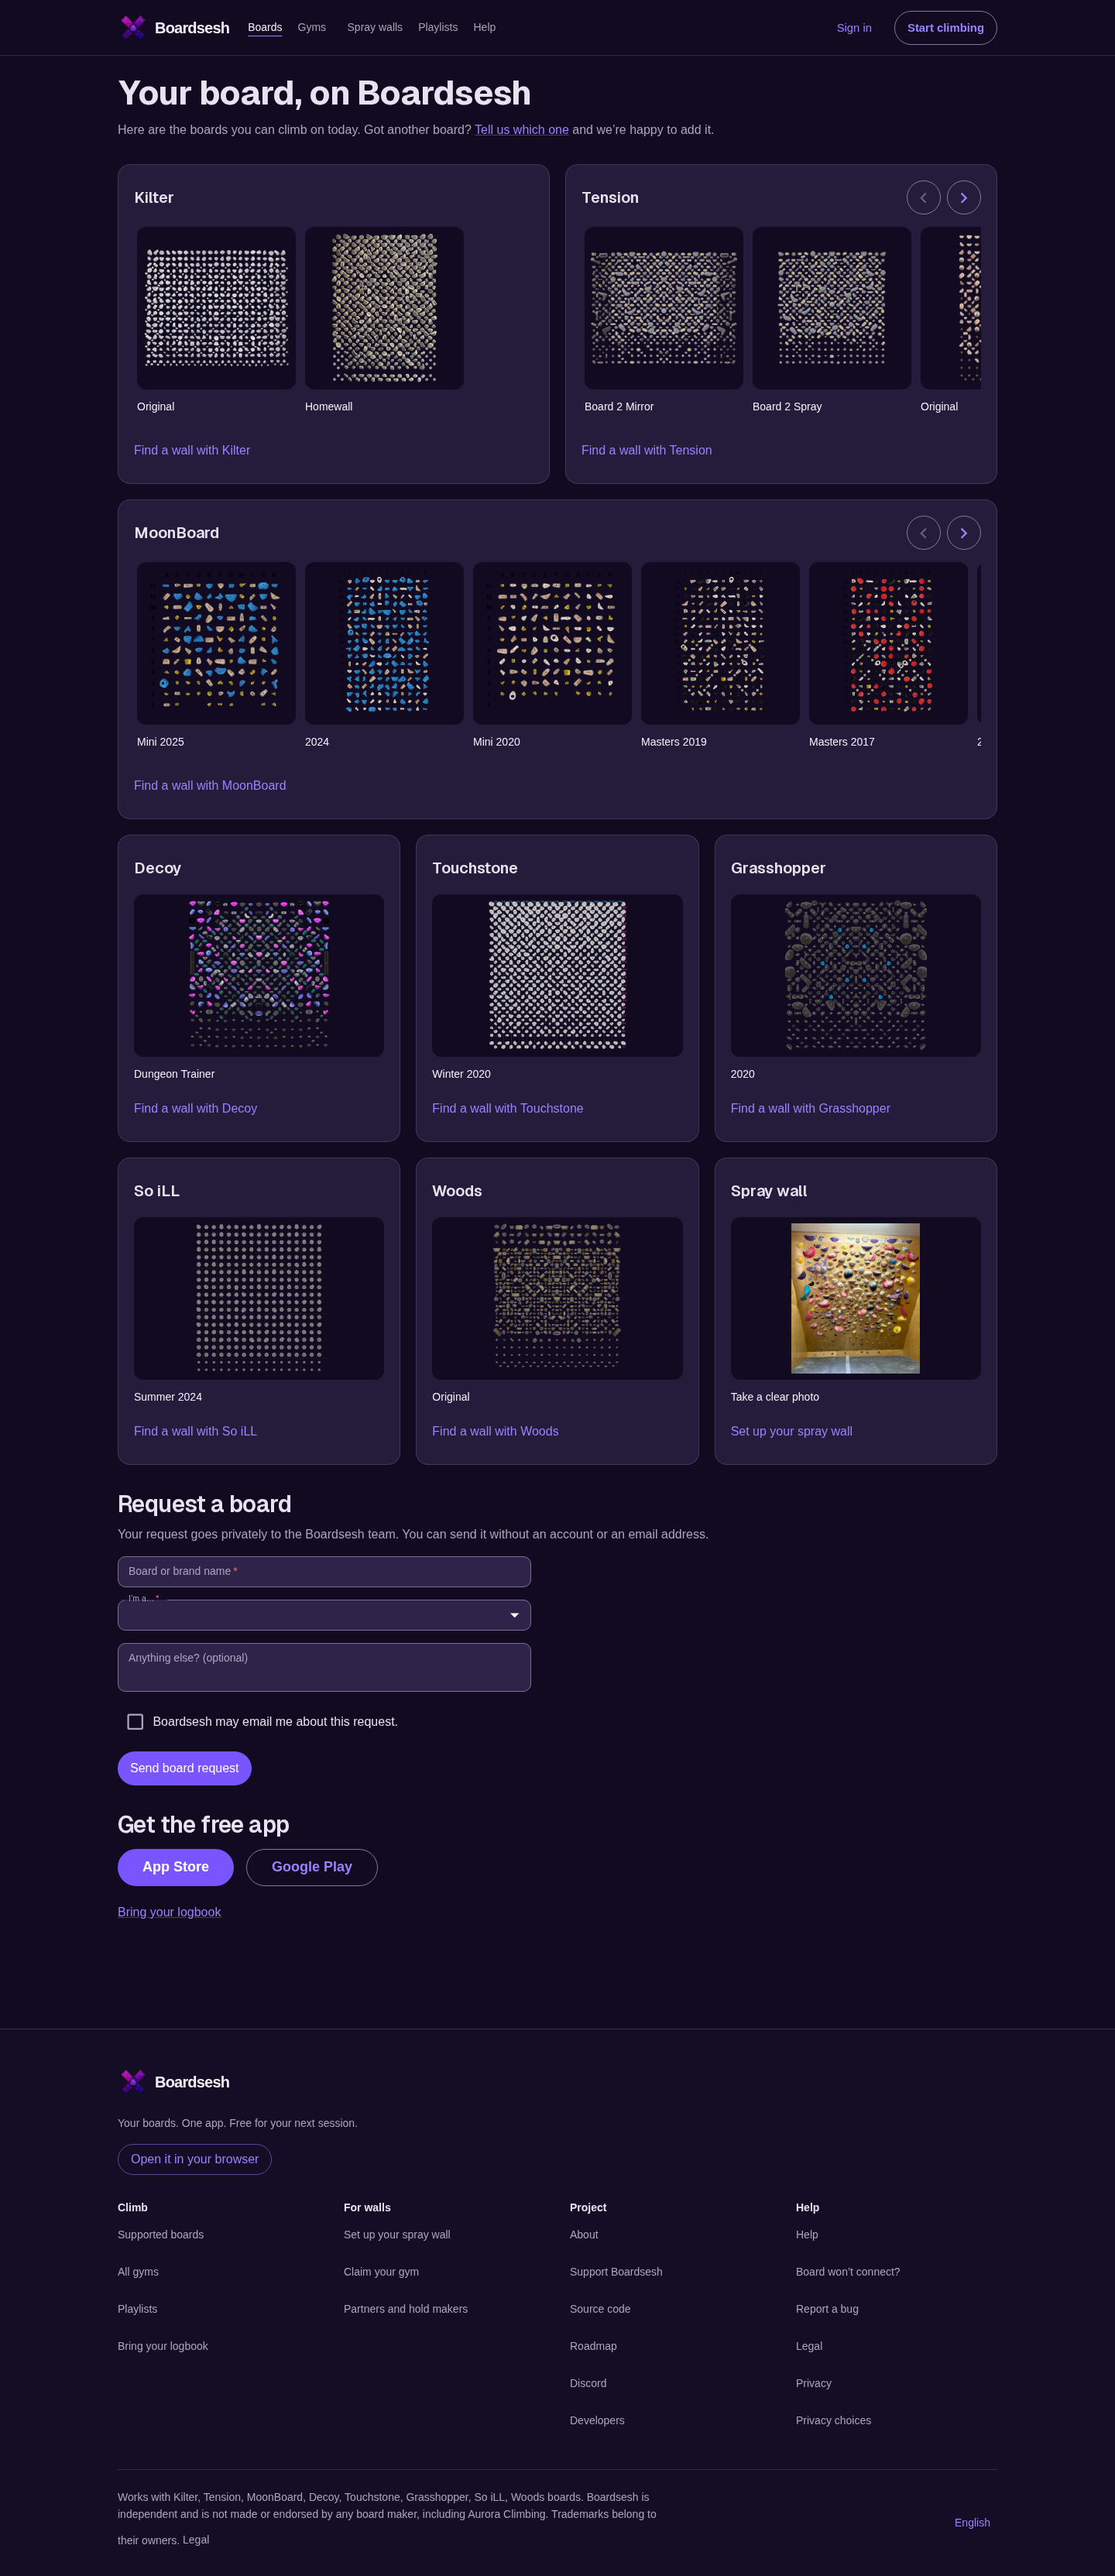 Boardsesh
Boards
Gyms
Spray walls
Playlists
Help
Sign in
Start climbing
Your board, on Boardsesh
Here are the boards you can climb on today. Got another board? Tell us which one and we’re happy to add it.
Kilter
Original
Homewall
Find a wall with Kilter
Tension
Board 2 Mirror
Board 2 Spray
Original
Find a wall with Tension
MoonBoard
Mini 2025
2024
Mini 2020
Masters 2019
Masters 2017
Find a wall with MoonBoard
Decoy
Dungeon Trainer
Find a wall with Decoy
Touchstone
Winter 2020
Find a wall with Touchstone
Grasshopper
2020
Find a wall with Grasshopper
So iLL
Summer 2024
Find a wall with So iLL
Woods
Original
Find a wall with Woods
Spray wall
Take a clear photo
Set up your spray wall
Request a board
Your request goes privately to the Boardsesh team. You can send it without an account or an email address.
Board or brand name *
I’m a… *
Anything else? (optional)
Boardsesh may email me about this request.
Send board request
Get the free app
App Store
Google Play
Bring your logbook
Boardsesh
Your boards. One app. Free for your next session.
Open it in your browser
Climb
Supported boards
All gyms
Playlists
Bring your logbook
For walls
Set up your spray wall
Claim your gym
Partners and hold makers
Project
About
Support Boardsesh
Source code
Roadmap
Discord
Developers
Help
Help
Board won’t connect?
Report a bug
Legal
Privacy
Privacy choices
Works with Kilter, Tension, MoonBoard, Decoy, Touchstone, Grasshopper, So iLL, Woods boards. Boardsesh is
independent and is not made or endorsed by any board maker, including Aurora Climbing. Trademarks belong to
their owners. Legal
English